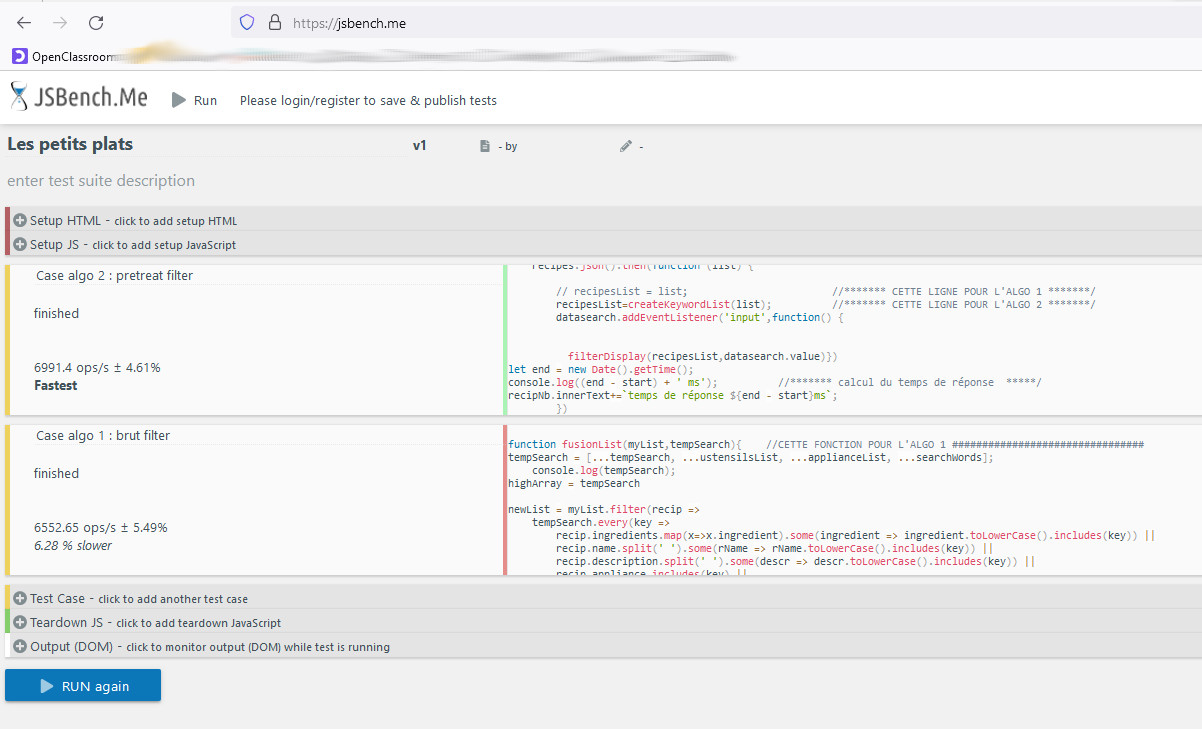 https://jsbench.me
OpenClassroom
JSBench.Me
Run
Please login/register to save & publish tests
Les petits plats
v1
- by
-
enter test suite description
Setup HTML - click to add setup HTML
Setup JS - click to add setup JavaScript
Case algo 2 : pretreat filter
finished
6991.4 ops/s ± 4.61%
Fastest
recipes.json().then(function (list) {
// recipesList = list; //******* CETTE LIGNE POUR L'ALGO 1 *******/
recipesList=createKeywordList(list); //******* CETTE LIGNE POUR L'ALGO 2 *******/
datasearch.addEventListener('input',function() {
filterDisplay(recipesList,datasearch.value)})
let end = new Date().getTime();
console.log((end - start) + ' ms'); //******* calcul du temps de réponse *****/
recipNb.innerText+=`temps de réponse ${end - start}ms`;
})
Case algo 1 : brut filter
finished
6552.65 ops/s ± 5.49%
6.28 % slower
function fusionList(myList,tempSearch){ //CETTE FONCTION POUR L'ALGO 1 ################################
tempSearch = [...tempSearch, ...ustensilsList, ...applianceList, ...searchWords];
console.log(tempSearch);
highArray = tempSearch
newList = myList.filter(recip =>
tempSearch.every(key =>
recip.ingredients.map(x=>x.ingredient).some(ingredient => ingredient.toLowerCase().includes(key)) ||
recip.name.split(' ').some(rName => rName.toLowerCase().includes(key)) ||
recip.description.split(' ').some(descr => descr.toLowerCase().includes(key)) ||
recip.appliance.includes(key) ||
Test Case - click to add another test case
Teardown JS - click to add teardown JavaScript
Output (DOM) - click to monitor output (DOM) while test is running
RUN again